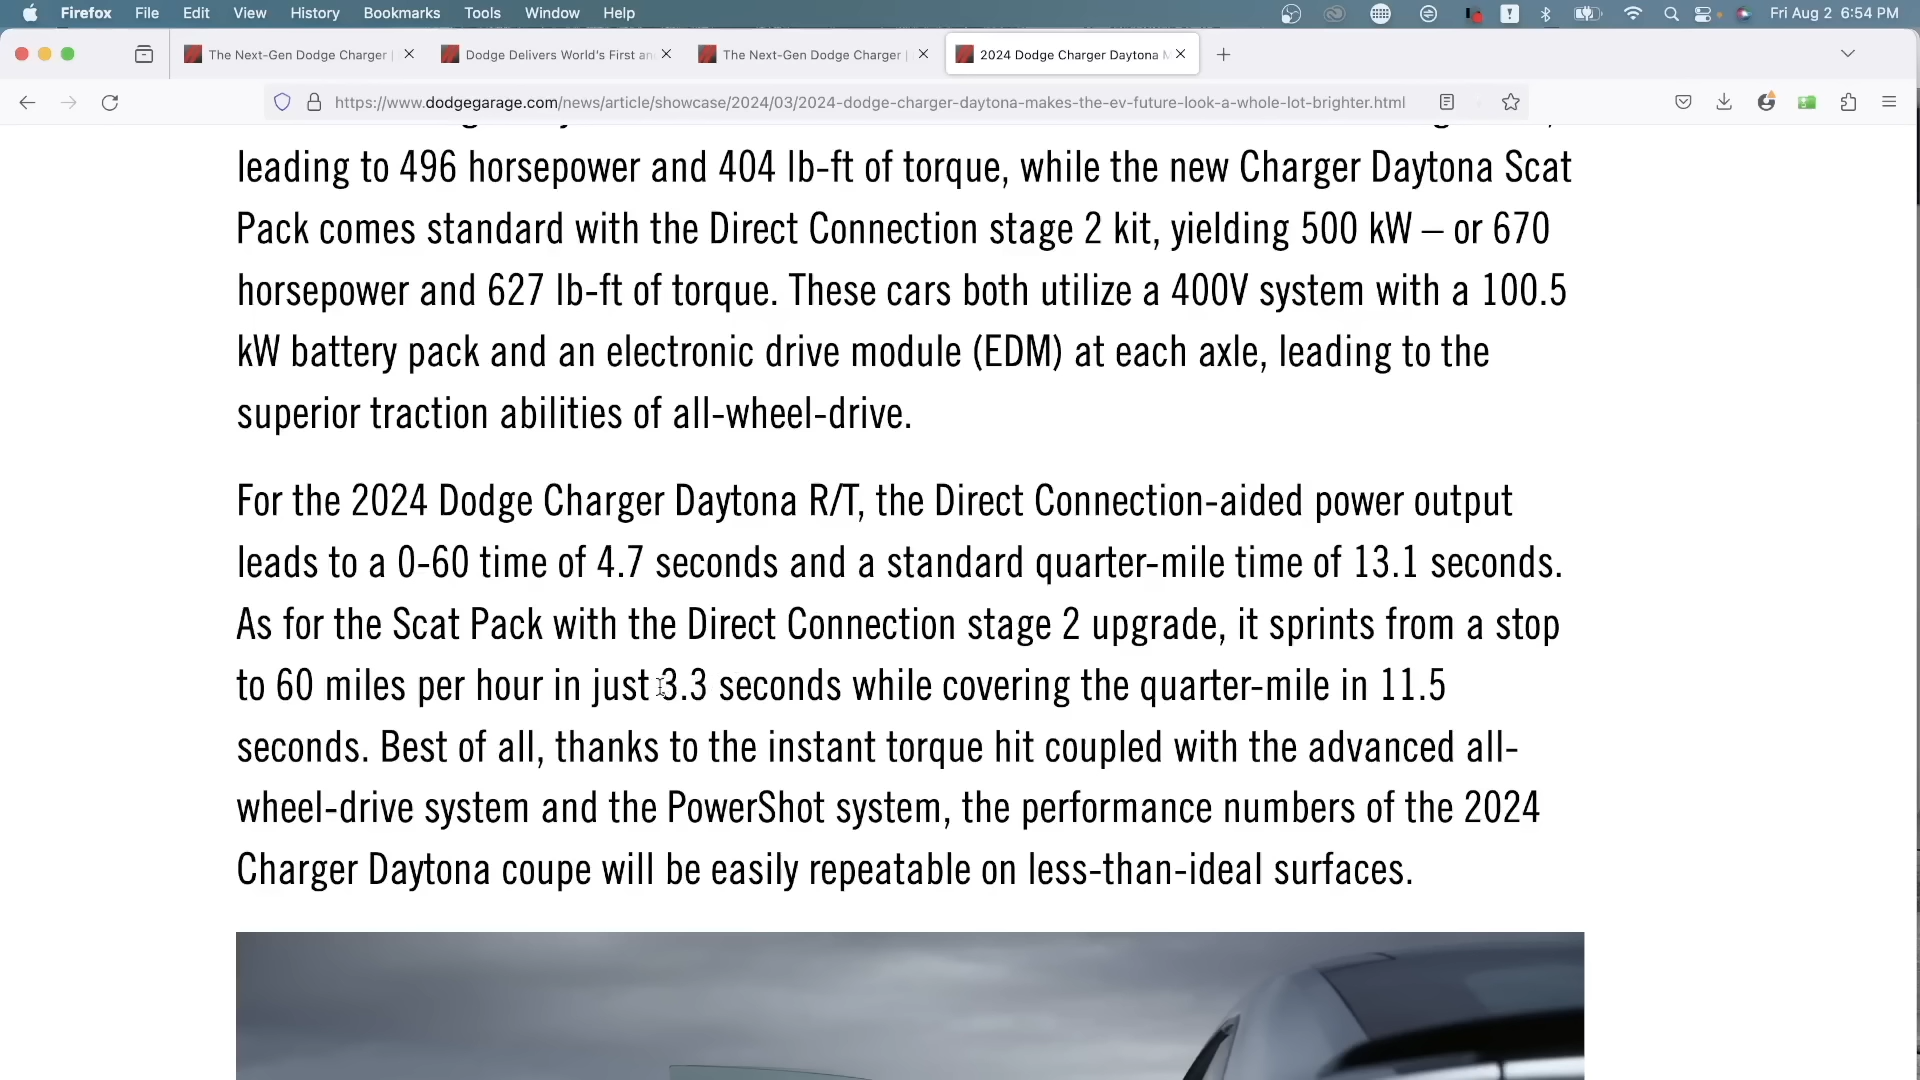 Firefox File Edit View History Bookmarks Tools Window Help Fri Aug 2 6:54 PM
The Next-Gen Dodge Charger | Dodge Delivers World's First an The Next-Gen Dodge Charger | 2024 Dodge Charger Daytona M
https://www.dodgegarage.com/news/article/showcase/2024/03/2024-dodge-charger-daytona-makes-the-ev-future-look-a-whole-lot-brighter.html
leading to 496 horsepower and 404 lb-ft of torque, while the new Charger Daytona Scat
Pack comes standard with the Direct Connection stage 2 kit, yielding 500 kW – or 670
horsepower and 627 lb-ft of torque. These cars both utilize a 400V system with a 100.5
kW battery pack and an electronic drive module (EDM) at each axle, leading to the
superior traction abilities of all-wheel-drive.
For the 2024 Dodge Charger Daytona R/T, the Direct Connection-aided power output
leads to a 0-60 time of 4.7 seconds and a standard quarter-mile time of 13.1 seconds.
As for the Scat Pack with the Direct Connection stage 2 upgrade, it sprints from a stop
to 60 miles per hour in just 3.3 seconds while covering the quarter-mile in 11.5
seconds. Best of all, thanks to the instant torque hit coupled with the advanced all-
wheel-drive system and the PowerShot system, the performance numbers of the 2024
Charger Daytona coupe will be easily repeatable on less-than-ideal surfaces.